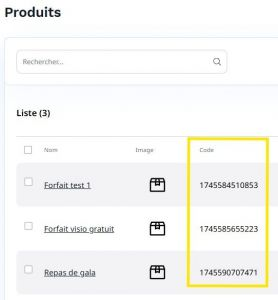 Produits
Rechercher...
Liste (3)
Nom Image Code
Forfait test 1 1745584510853
Forfait visio gratuit 1745585655223
Repas de gala 1745590707471